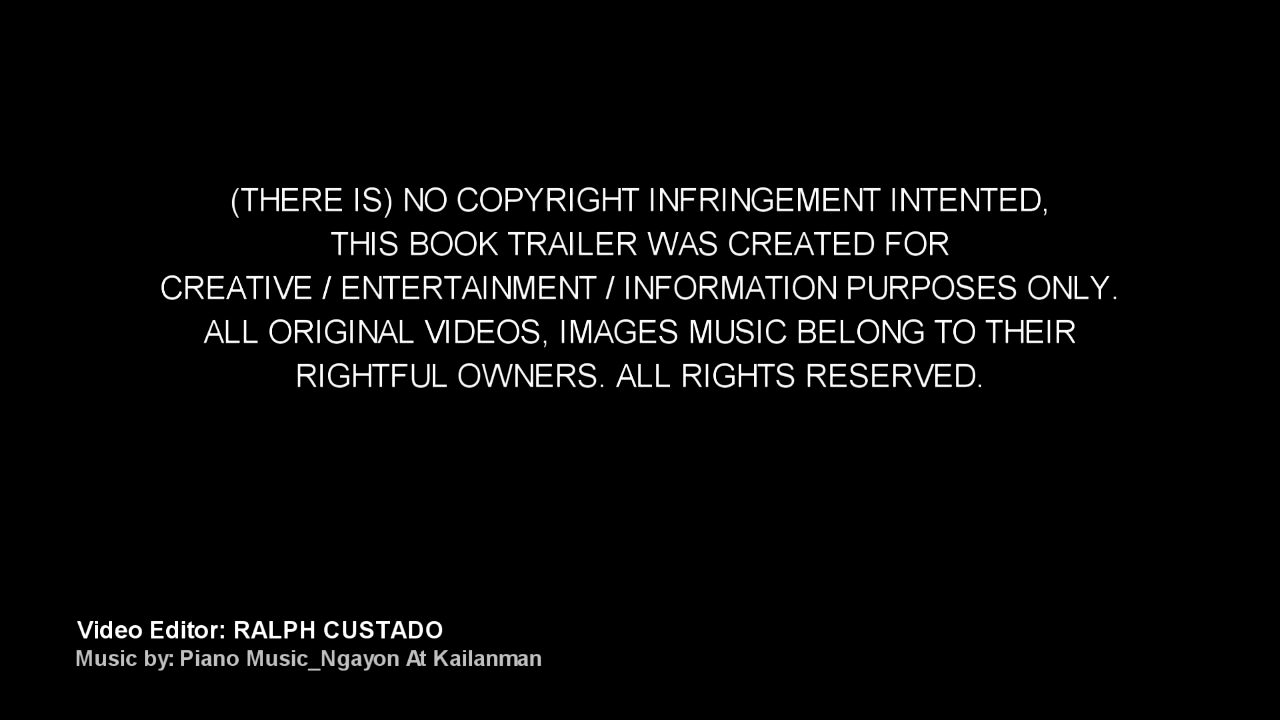 (THERE IS) NO COPYRIGHT INFRINGEMENT INTENTED,
THIS BOOK TRAILER WAS CREATED FOR
CREATIVE / ENTERTAINMENT / INFORMATION PURPOSES ONLY.
ALL ORIGINAL VIDEOS, IMAGES MUSIC BELONG TO THEIR
RIGHTFUL OWNERS. ALL RIGHTS RESERVED.
Video Editor: RALPH CUSTADO
Music by: Piano Music_Ngayon At Kailanman